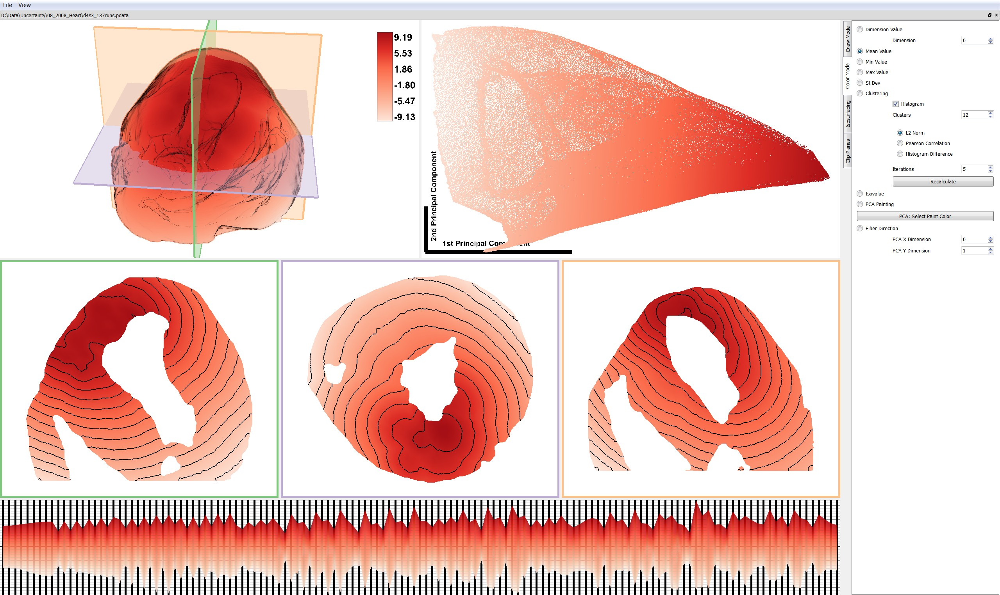 File View
D:\Data\Uncertainty\08_2008_Heart\d4s3_137runs.pdata
9.19
5.53
1.86
-1.80
-5.47
-9.13
2nd Principal Component
1st Principal
Draw Mode
Color Mode
Isosurfacing
Clip Planes
Dimension Value
Dimension 0
Mean Value
Min Value
Max Value
St Dev
Clustering
Histogram
Clusters 12
L2 Norm
Pearson Correlation
Histogram Difference
Iterations 5
Recalculate
Isovalue
PCA Painting
PCA: Select Paint Color
Fiber Direction
PCA X Dimension 0
PCA Y Dimension 1